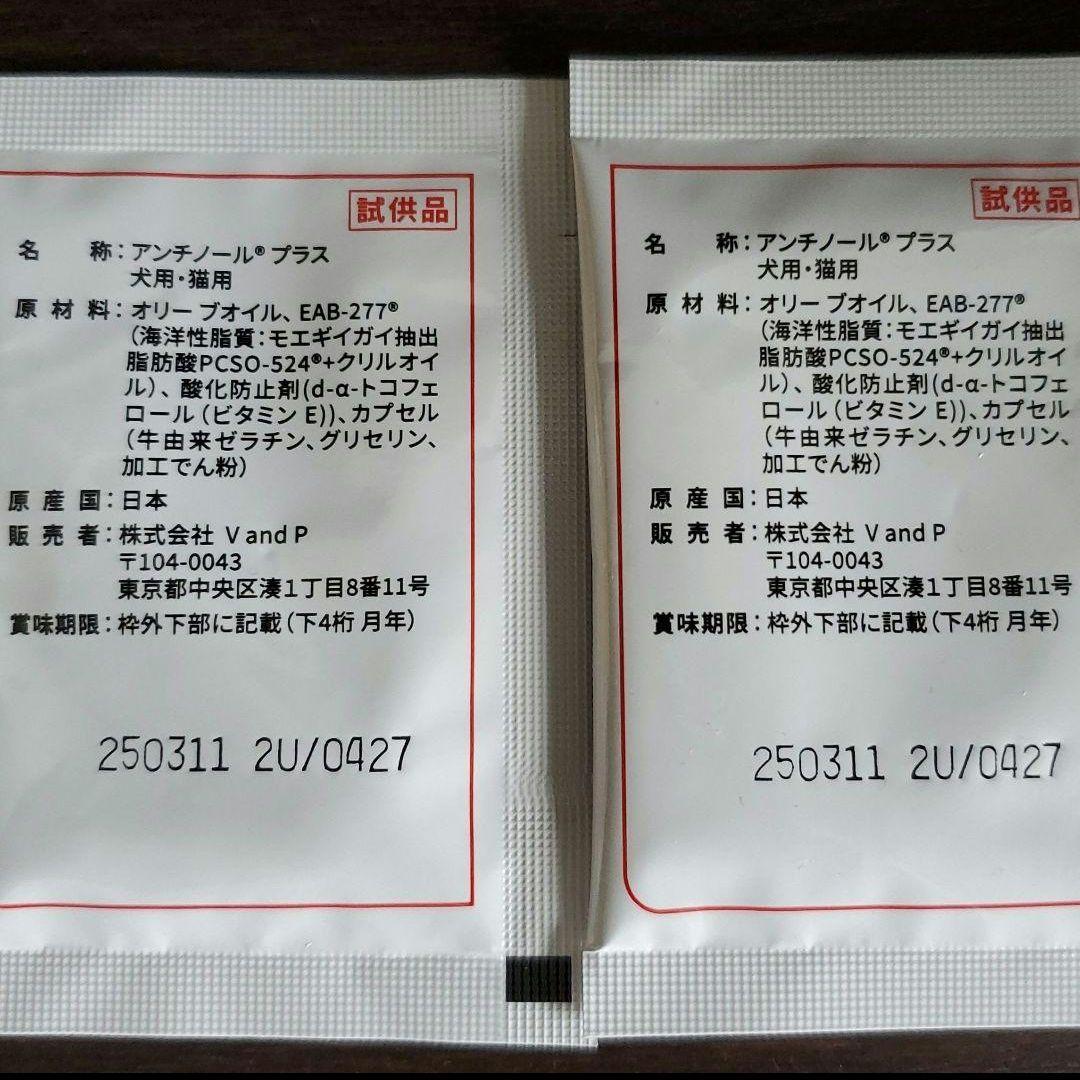 試供品
名 称：アンチノール® プラス
犬用・猫用
原 材 料：オリー ブオイル、EAB-277®
（海洋性脂質：モエギイガイ抽出
脂肪酸PCSO-524®+クリルオイ
ル）、酸化防止剤(d-α-トコフェ
ロール（ビタミン E))、カプセル
（牛由来ゼラチン、グリセリン、
加工でん粉）
原 産 国：日本
販 売 者：株式会社 V and P
〒104-0043
東京都中央区湊１丁目8番11号
賞味期限：枠外下部に記載（下4桁 月年）
250311 2U/0427
試供品
名 称：アンチノール® プラス
犬用・猫用
原 材 料：オリー ブオイル、EAB-277®
（海洋性脂質：モエギイガイ抽出
脂肪酸PCSO-524®+クリルオイ
ル）、酸化防止剤(d-α-トコフェ
ロール（ビタミン E))、カプセル
（牛由来ゼラチン、グリセリン、
加工でん粉）
原 産 国：日本
販 売 者：株式会社 V and P
〒104-0043
東京都中央区湊１丁目8番11号
賞味期限：枠外下部に記載（下4桁 月年）
250311 2U/0427